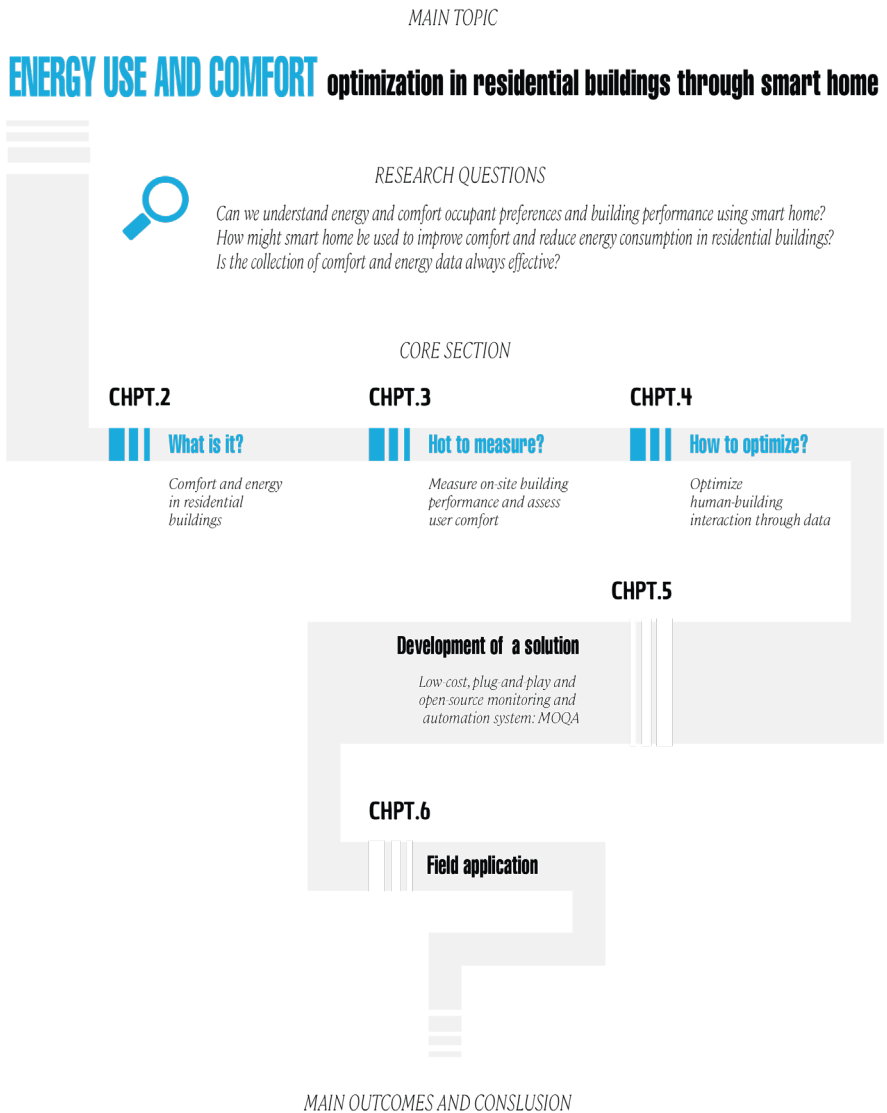 MAIN TOPIC
ENERGY USE AND COMFORT optimization in residential buildings through smart home
RESEARCH QUESTIONS
Can we understand energy and comfort occupant preferences and building performance using smart home?
How might smart home be used to improve comfort and reduce energy consumption in residential buildings?
Is the collection of comfort and energy data always effective?
CORE SECTION
CHPT.2
What is it?
Comfort and energy
in residential
buildings
CHPT.3
Hot to measure?
Measure on-site building
performance and assess
user comfort
CHPT.4
How to optimize?
Optimize
human-building
interaction through data
CHPT.5
Development of a solution
Low-cost, plug-and-play and
open-source monitoring and
automation system: MOQA
CHPT.6
Field application
MAIN OUTCOMES AND CONSLUSION